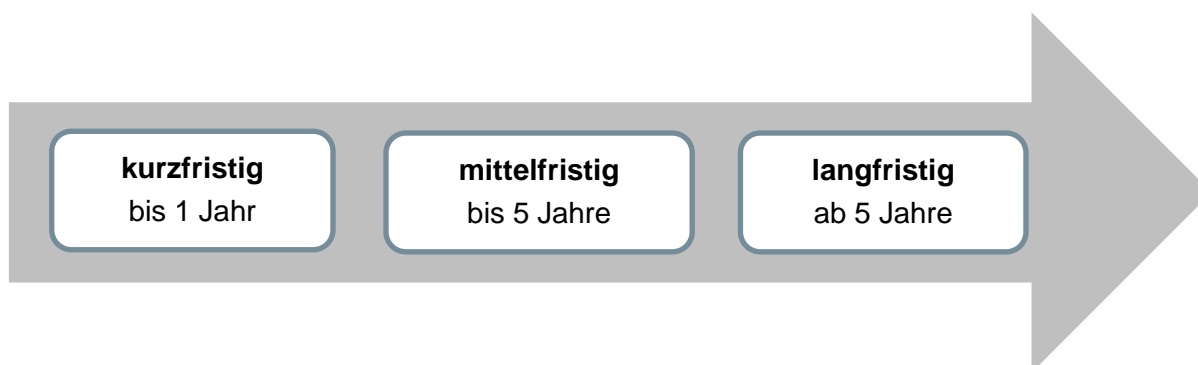 kurzfristig
bis 1 Jahr
mittelfristig
bis 5 Jahre
langfristig
ab 5 Jahre